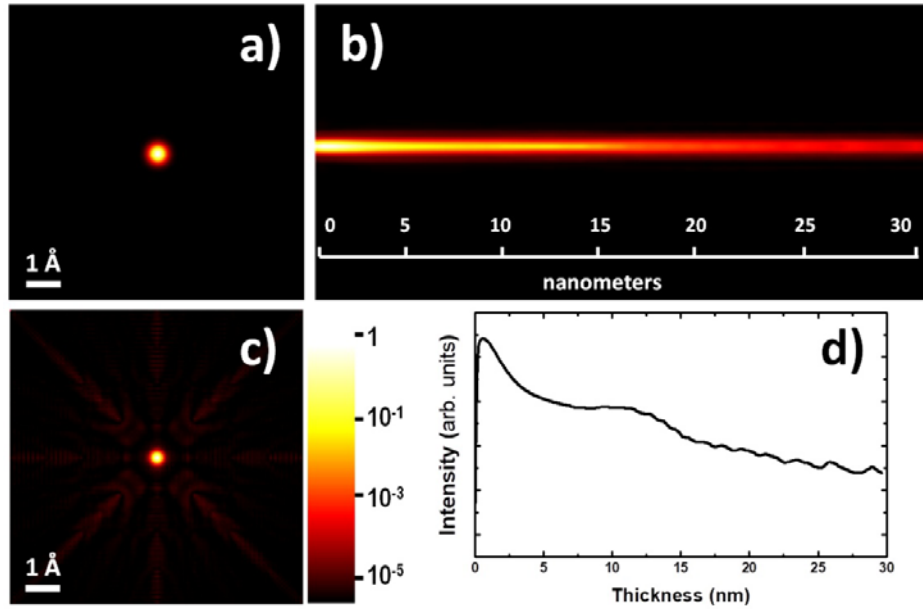 a)
1 Å
b)
0 5 10 15 20 25 30
nanometers
c)
1 Å
1
10-1
10-3
10-5
d)
Intensity (arb. units)
0 5 10 15 20 25 30
Thickness (nm)